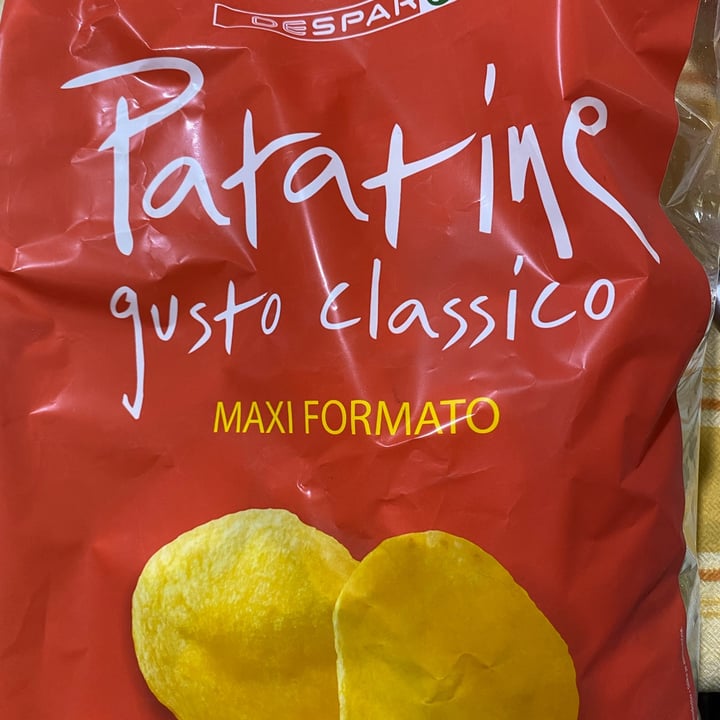 DESPAR
Patatine
gusto classico
MAXI FORMATO